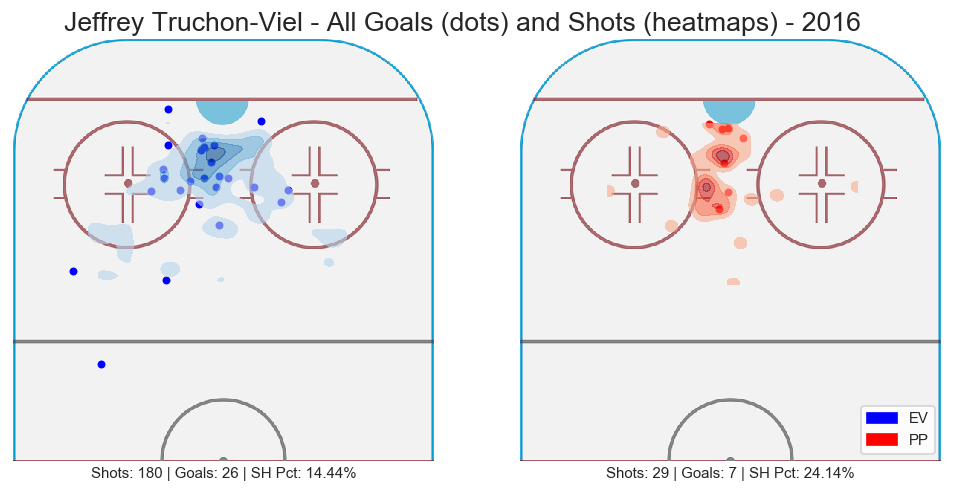 Jeffrey Truchon-Viel - All Goals (dots) and Shots (heatmaps) - 2016
EV
PP
Shots: 180 | Goals: 26 | SH Pct: 14.44%
Shots: 29 | Goals: 7 | SH Pct: 24.14%